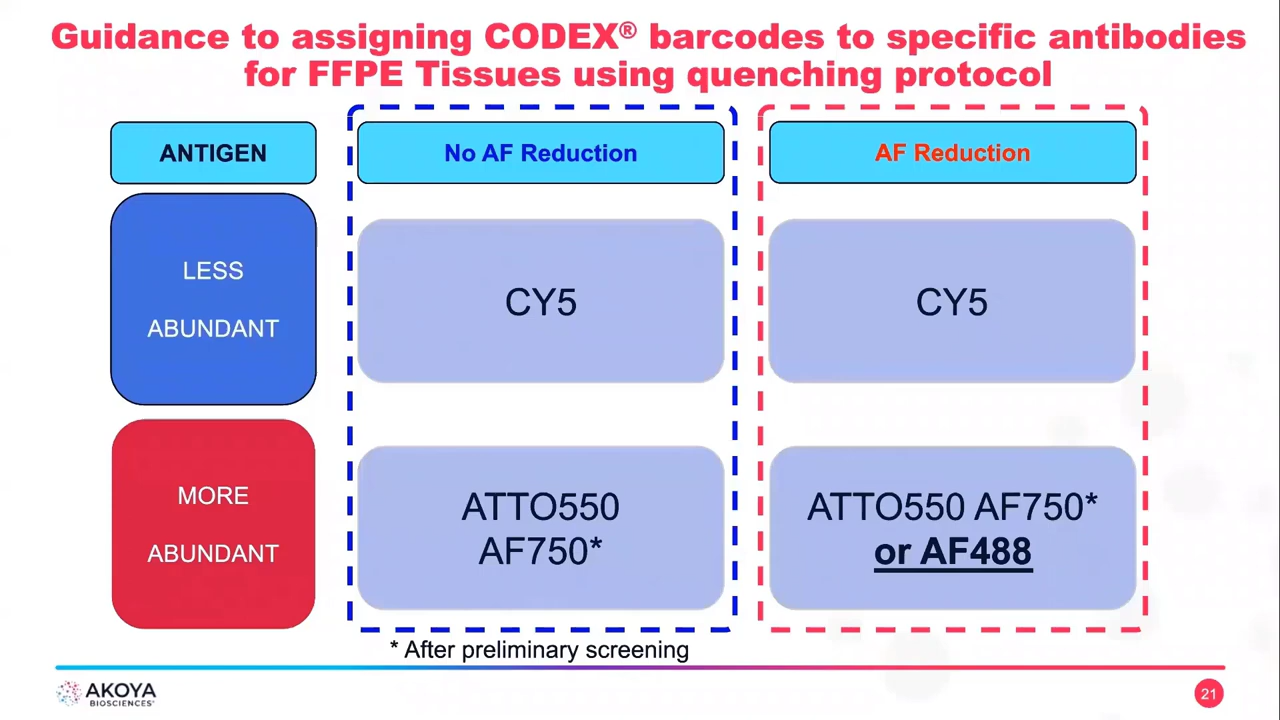 Guidance to assigning CODEX® barcodes to specific antibodies
for FFPE Tissues using quenching protocol
ANTIGEN
No AF Reduction
AF Reduction
LESS
ABUNDANT
CY5
CY5
MORE
ABUNDANT
ATTO550
AF750*
ATTO550 AF750*
or AF488
* After preliminary screening
AKOYA
BIOSCIENCES®
21